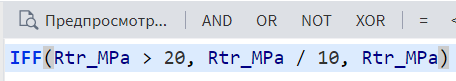 Предпросмотр... AND OR NOT XOR = <
IFF(Rtr_MPa > 20, Rtr_MPa / 10, Rtr_MPa)